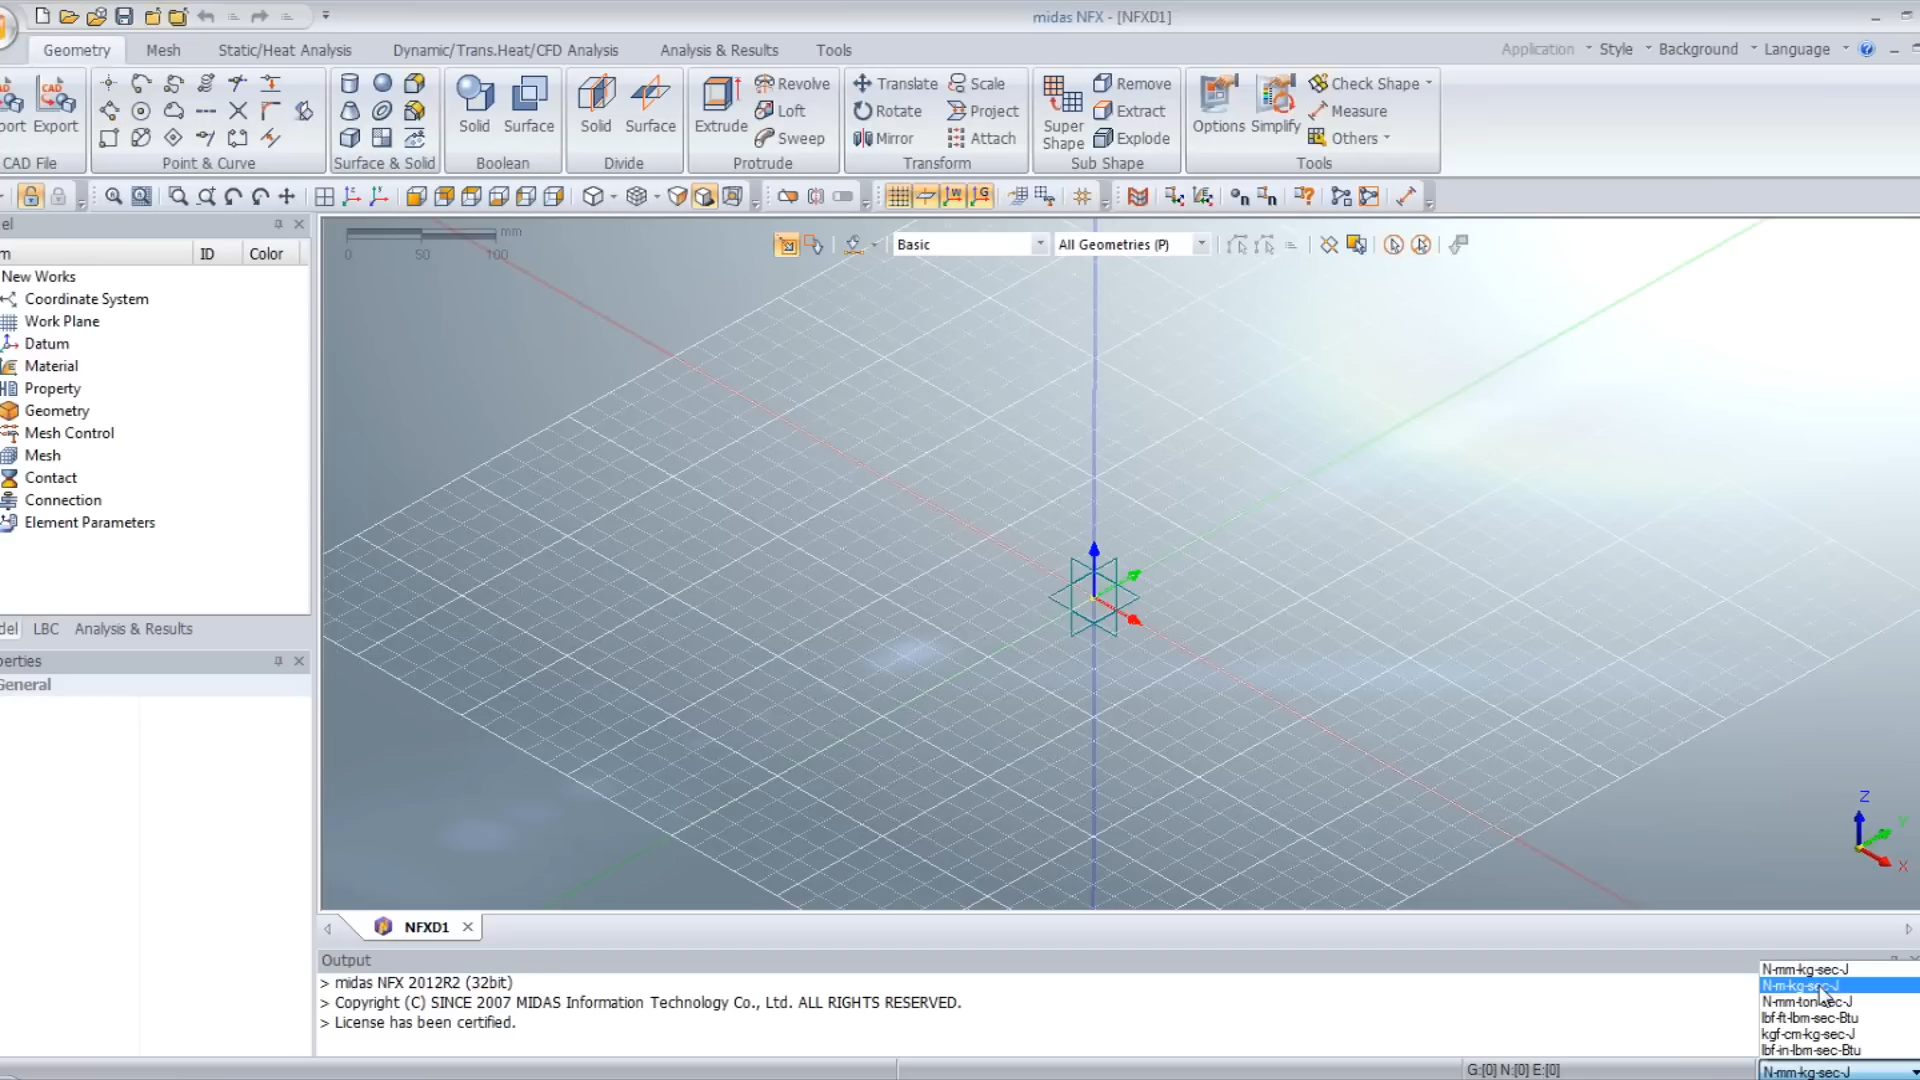 midas NFX - [NFXD1]
Geometry Mesh Static/Heat Analysis Dynamic/Trans.Heat/CFD Analysis Analysis & Results Tools Application Style Background Language
Export
CAD File
Point & Curve
Surface & Solid
Solid Surface
Boolean
Solid Surface
Divide
Extrude Revolve
Loft
Sweep
Protrude
Translate Scale
Rotate Project
Mirror Attach
Transform
Super Shape
Remove
Extract
Explode
Sub Shape
Options Simplify
Check Shape
Measure
Others
Tools
ID Color
New Works
Coordinate System
Work Plane
Datum
Material
Property
Geometry
Mesh Control
Mesh
Contact
Connection
Element Parameters
LBC Analysis & Results
perties
General
mm
0 50 100
Basic All Geometries (P)
Z
Y
X
NFXD1
Output
> midas NFX 2012R2 (32bit)
> Copyright (C) SINCE 2007 MIDAS Information Technology Co., Ltd. ALL RIGHTS RESERVED.
> License has been certified.
N-mm-kg-sec-J
N-m-kg-sec-J
N-mm-ton-sec-J
lbf-ft-lbm-sec-Btu
kgf-cm-kg-sec-J
lbf-in-lbm-sec-Btu
G:[0] N:[0] E:[0]
N-mm-kg-sec-J